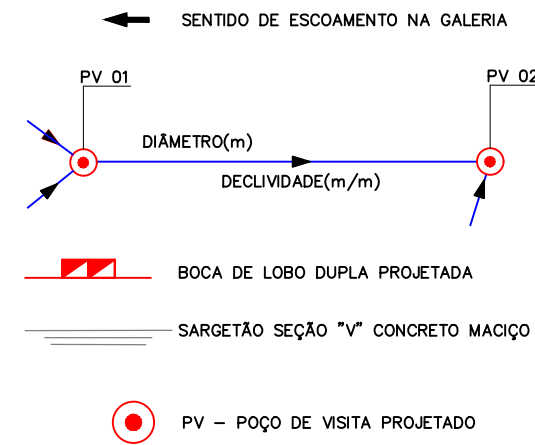 SENTIDO DE ESCOAMENTO NA GALERIA
PV 01
PV 02
DIÂMETRO(m)
DECLIVIDADE(m/m)
BOCA DE LOBO DUPLA PROJETADA
SARGETÃO SEÇÃO "V" CONCRETO MACIÇO
PV – POÇO DE VISITA PROJETADO